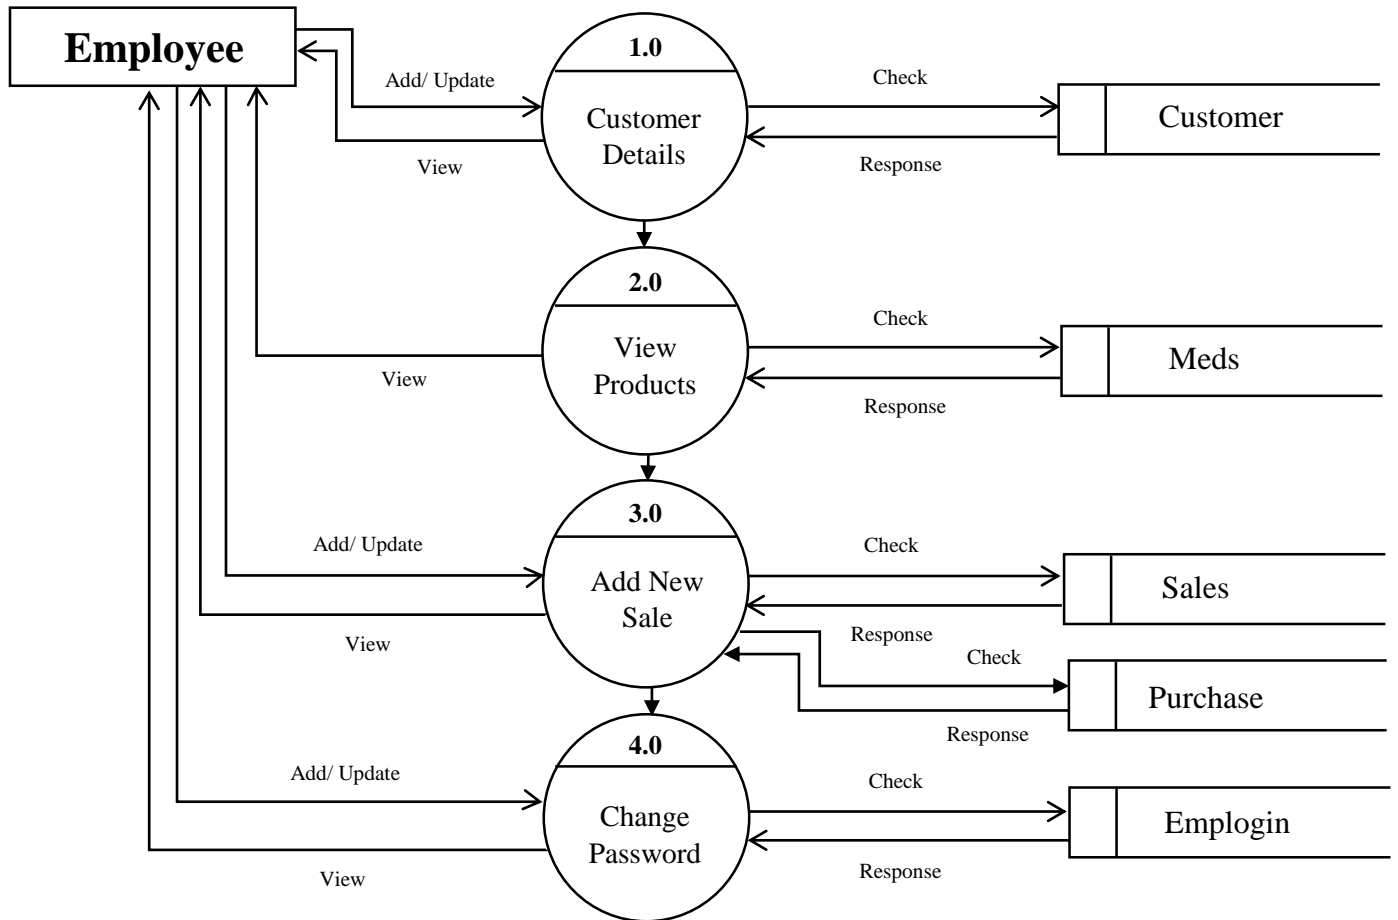 Employee
1.0
Add/ Update
Check
Customer
Details
Customer
View
Response
2.0
Check
View
Products
Meds
View
Response
3.0
Add/ Update
Check
Add New
Sale
Sales
View
Response
Check
Purchase
Response
4.0
Add/ Update
Check
Change
Password
Emplogin
View
Response